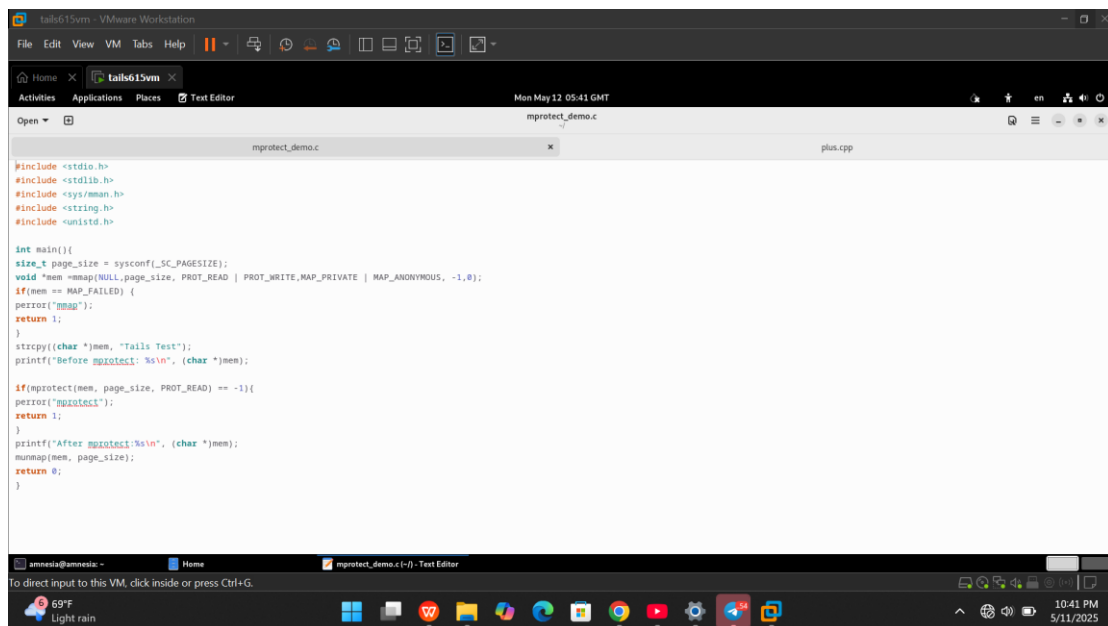 tails615vm - VMware Workstation
File Edit View VM Tabs Help
Home tails615vm
Activities Applications Places Text Editor Mon May 12 05:41 GMT en
Open mprotect_demo.c
~/
mprotect_demo.c plus.cpp
#include <stdio.h>
#include <stdlib.h>
#include <sys/mman.h>
#include <string.h>
#include <unistd.h>
int main(){
size_t page_size = sysconf(_SC_PAGESIZE);
void *mem =mmap(NULL,page_size, PROT_READ | PROT_WRITE,MAP_PRIVATE | MAP_ANONYMOUS, -1,0);
if(mem == MAP_FAILED) {
perror("mmap");
return 1;
}
strcpy((char *)mem, "Tails Test");
printf("Before mprotect: %s\n", (char *)mem);
if(mprotect(mem, page_size, PROT_READ) == -1){
perror("mprotect");
return 1;
}
printf("After mprotect:%s\n", (char *)mem);
munmap(mem, page_size);
return 0;
}
amnesia@amnesia: ~ Home mprotect_demo.c (~/) - Text Editor
To direct input to this VM, click inside or press Ctrl+G.
6 69°F 54 10:41 PM
Light rain 5/11/2025